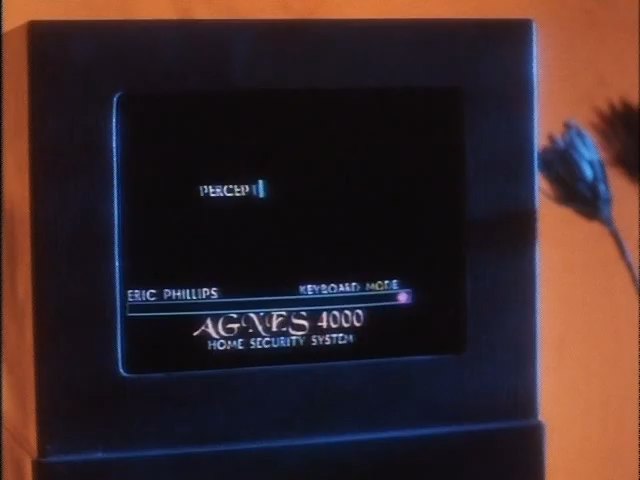 PERCEPT
ERIC PHILLIPS
KEYBOARD MODE
AGNES 4000
HOME SECURITY SYSTEM